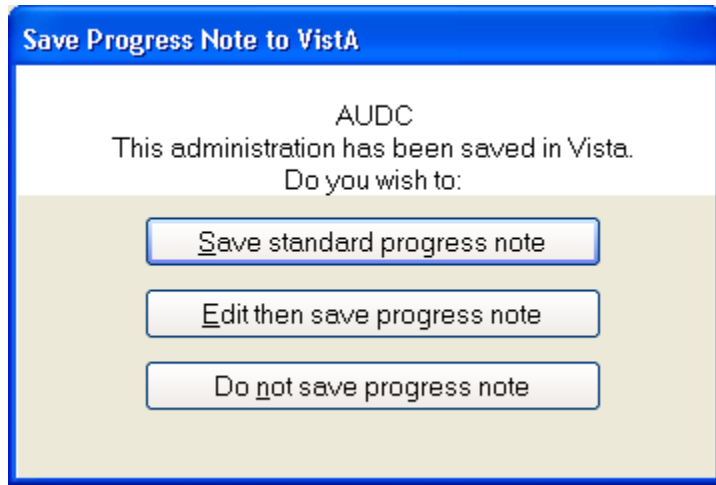 Save Progress Note to VistA
AUDC
This administration has been saved in Vista.
Do you wish to:
Save standard progress note
Edit then save progress note
Do not save progress note